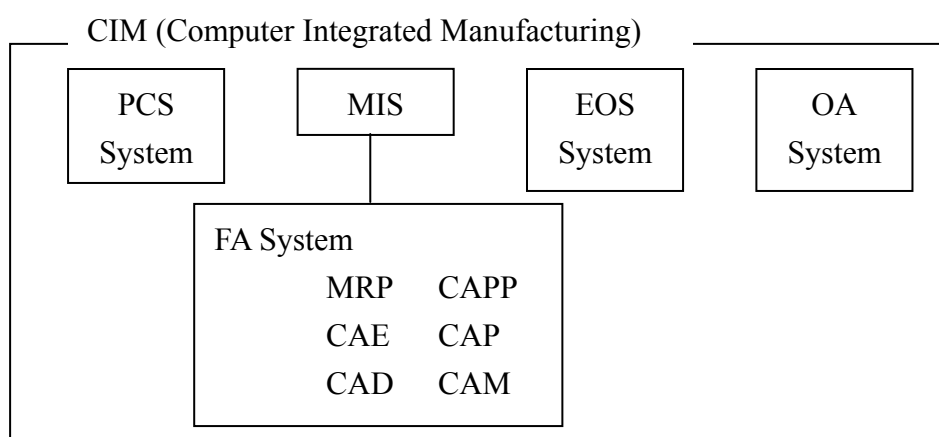 CIM (Computer Integrated Manufacturing)
PCS
System
MIS
EOS
System
OA
System
FA System
MRP CAPP
CAE CAP
CAD CAM